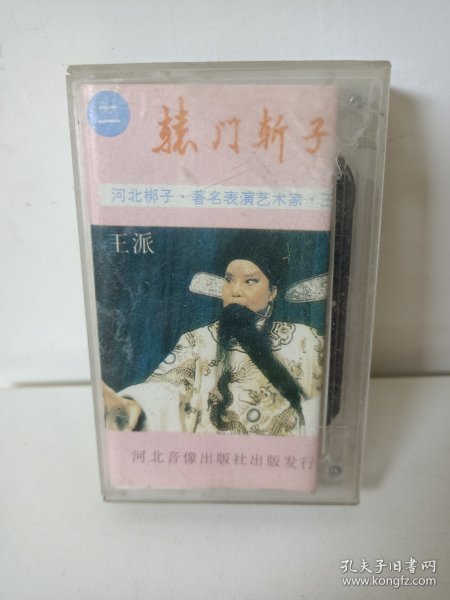 三
辕门斩子
河北梆子·著名表演艺术家·王
王派
河北音像出版社出版发行
孔夫子旧书网
www.kongfz.com